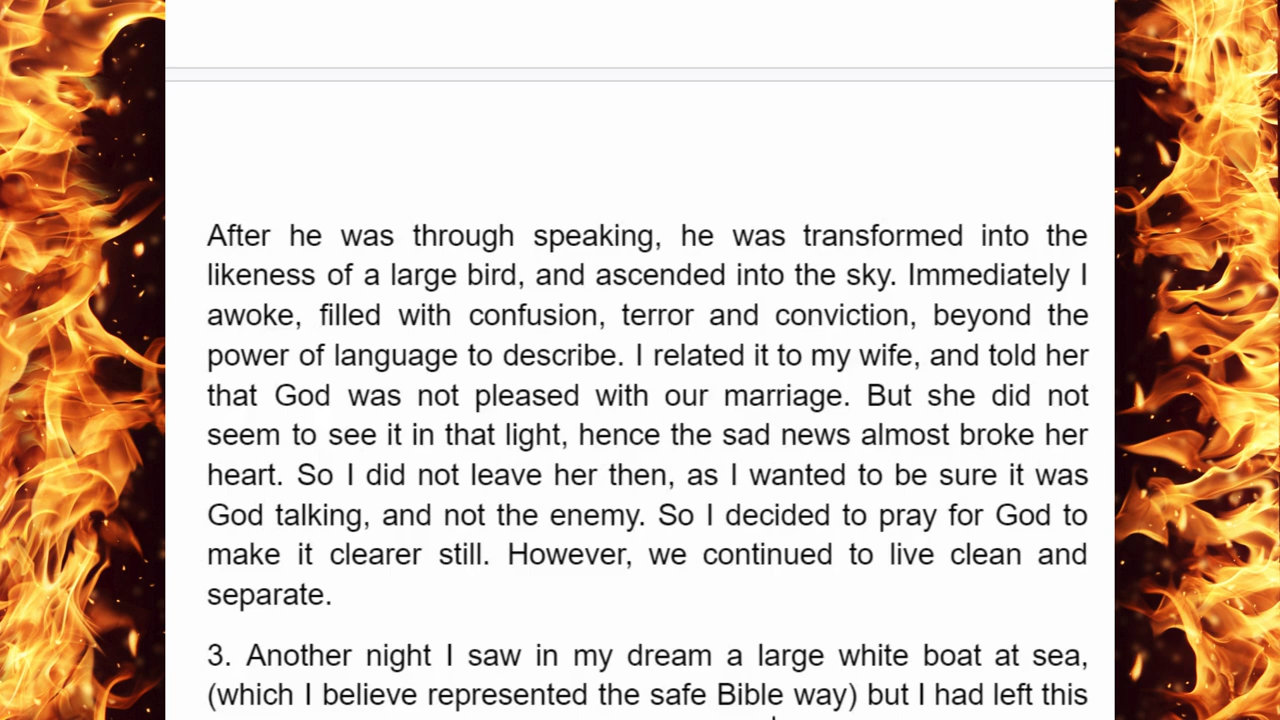 After he was through speaking, he was transformed into the
likeness of a large bird, and ascended into the sky. Immediately I
awoke, filled with confusion, terror and conviction, beyond the
power of language to describe. I related it to my wife, and told her
that God was not pleased with our marriage. But she did not
seem to see it in that light, hence the sad news almost broke her
heart. So I did not leave her then, as I wanted to be sure it was
God talking, and not the enemy. So I decided to pray for God to
make it clearer still. However, we continued to live clean and
separate.
3. Another night I saw in my dream a large white boat at sea,
(which I believe represented the safe Bible way) but I had left this